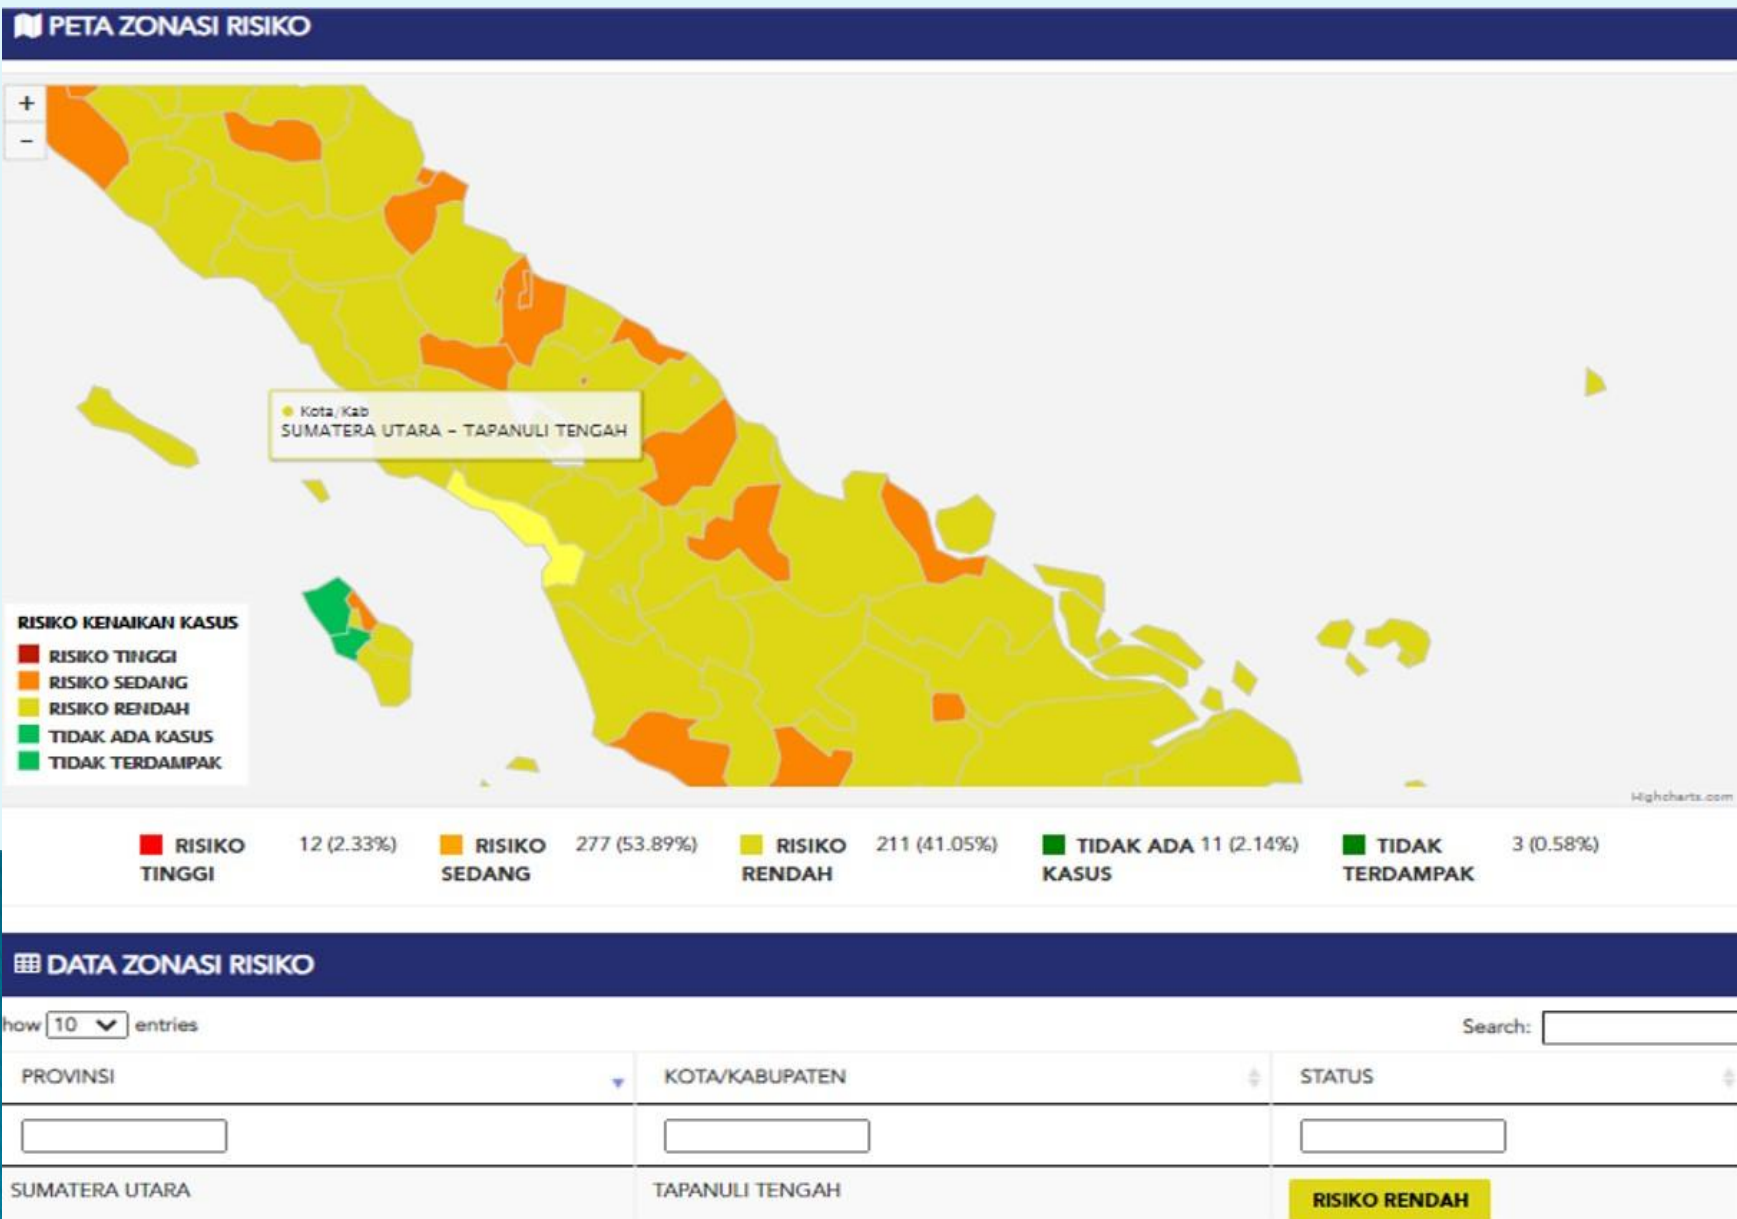 PETA ZONASI RISIKO
+
−
Kota/Kab
SUMATERA UTARA - TAPANULI TENGAH
RISIKO KENAIKAN KASUS
RISIKO TINGGI
RISIKO SEDANG
RISIKO RENDAH
TIDAK ADA KASUS
TIDAK TERDAMPAK
Highcharts.com
RISIKO TINGGI 12 (2.33%)
RISIKO SEDANG 277 (53.89%)
RISIKO RENDAH 211 (41.05%)
TIDAK ADA KASUS 11 (2.14%)
TIDAK TERDAMPAK 3 (0.58%)
DATA ZONASI RISIKO
how 10 entries
Search:
PROVINSI KOTA/KABUPATEN STATUS
SUMATERA UTARA TAPANULI TENGAH RISIKO RENDAH